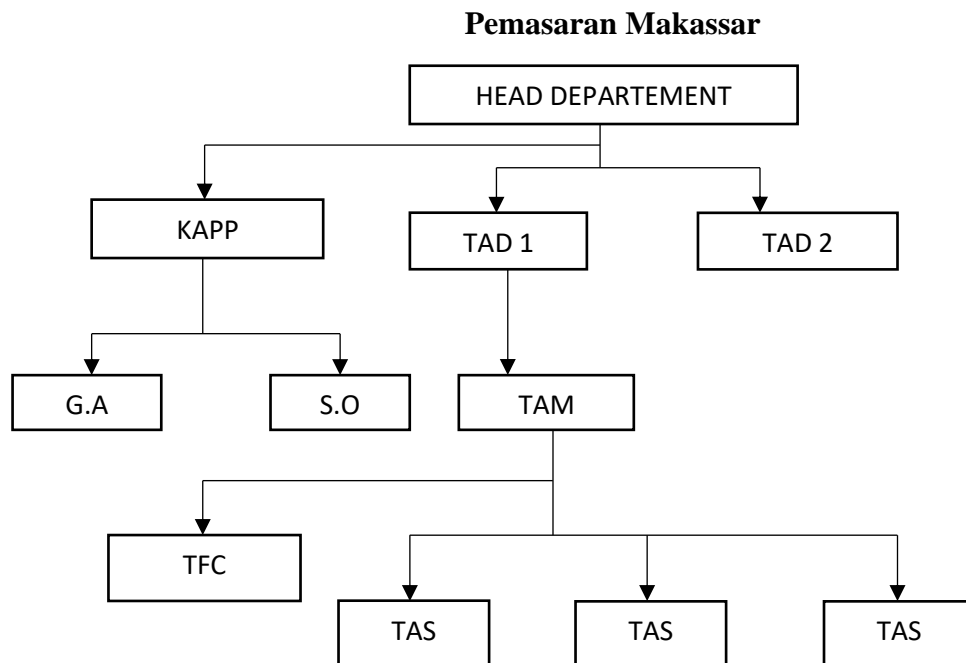 Pemasaran Makassar
HEAD DEPARTEMENT
KAPP
TAD 1
TAD 2
G.A
S.O
TAM
TFC
TAS
TAS
TAS